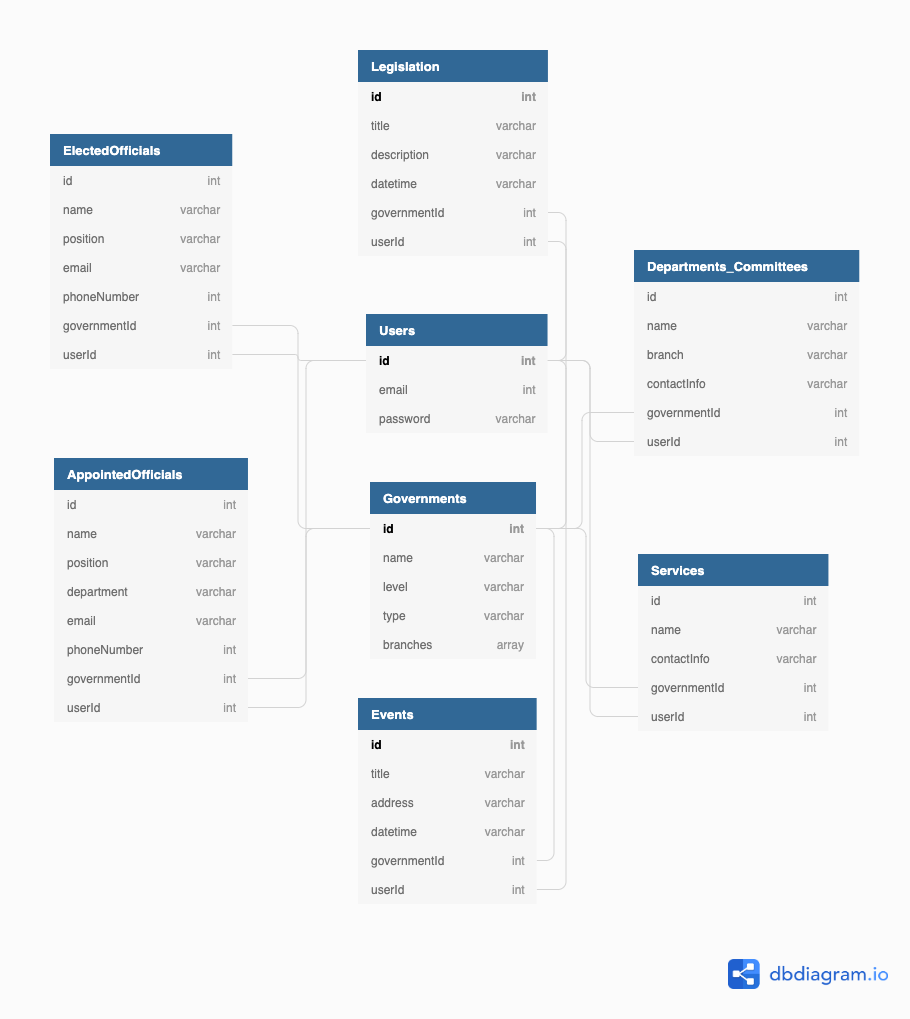 Legislation
id int
title varchar
description varchar
datetime varchar
governmentId int
userId int
ElectedOfficials
id int
name varchar
position varchar
email varchar
phoneNumber int
governmentId int
userId int
Departments_Committees
id int
name varchar
branch varchar
contactInfo varchar
governmentId int
userId int
Users
id int
email int
password varchar
AppointedOfficials
id int
name varchar
position varchar
department varchar
email varchar
phoneNumber int
governmentId int
userId int
Governments
id int
name varchar
level varchar
type varchar
branches array
Services
id int
name varchar
contactInfo varchar
governmentId int
userId int
Events
id int
title varchar
address varchar
datetime varchar
governmentId int
userId int
dbdiagram.io